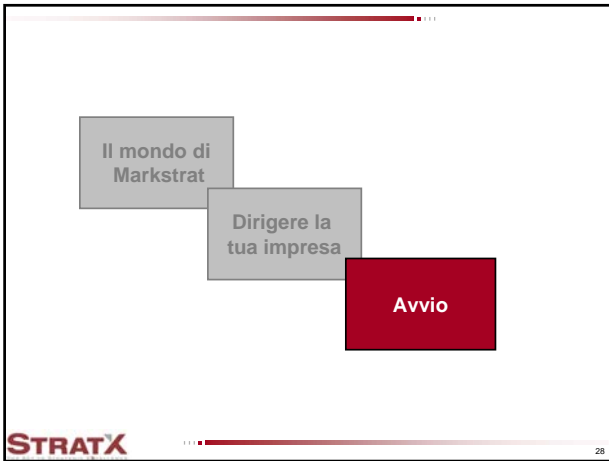 Il mondo di
Markstrat
Dirigere la
tua impresa
Avvio
STRATX
28